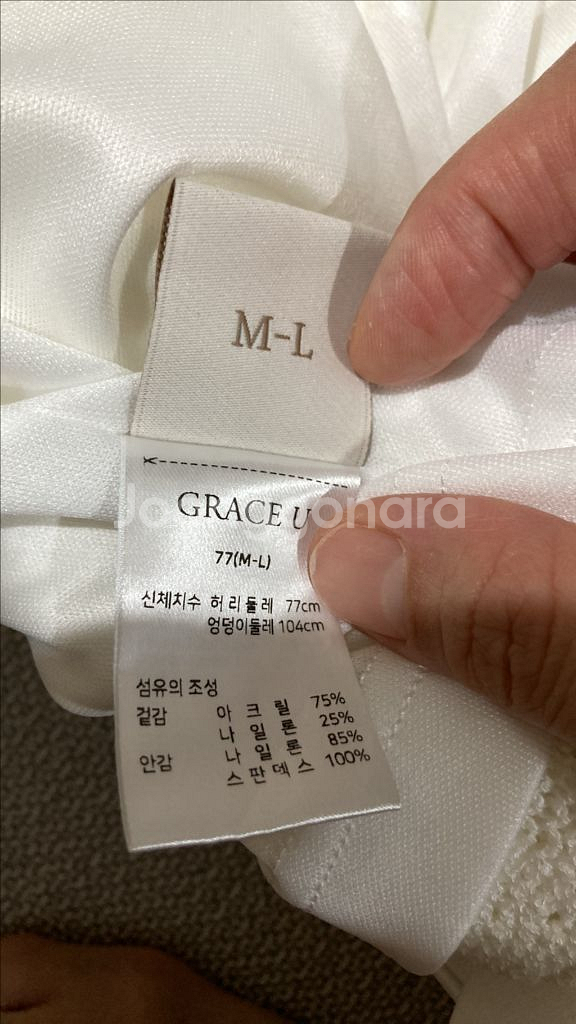 M-L
GRACE U
77(M-L)
신체치수 허리둘레 77cm
엉덩이둘레 104cm
섬유의 조성
겉감 아크릴 75%
나일론 25%
안감 나일론 85%
스판덱스 100%